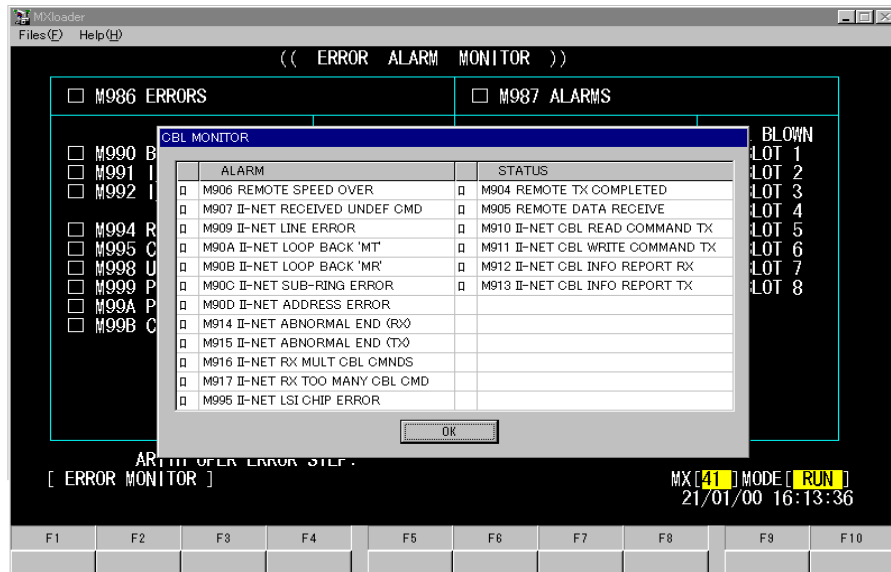 MXloader
Files(F) Help(H)
(( ERROR ALARM MONITOR ))
M986 ERRORS
M987 ALARMS
BLOWN
M990 B
M991 I
M992 I
M994 R
M995 C
M998 U
M999 P
M99A P
M99B C
CBL MONITOR
ALARM STATUS
M906 REMOTE SPEED OVER M904 REMOTE TX COMPLETED
M907 II-NET RECEIVED UNDEF CMD M905 REMOTE DATA RECEIVE
M909 II-NET LINE ERROR M910 II-NET CBL READ COMMAND TX
M90A II-NET LOOP BACK 'MT' M911 II-NET CBL WRITE COMMAND TX
M90B II-NET LOOP BACK 'MR' M912 II-NET CBL INFO REPORT RX
M90C II-NET SUB-RING ERROR M913 II-NET CBL INFO REPORT TX
M90D II-NET ADDRESS ERROR
M914 II-NET ABNORMAL END (RX)
M915 II-NET ABNORMAL END (TX)
M916 II-NET RX MULT CBL CMNDS
M917 II-NET RX TOO MANY CBL CMD
M995 II-NET LSI CHIP ERROR
OK
LOT 1
LOT 2
LOT 3
LOT 4
LOT 5
LOT 6
LOT 7
LOT 8
ARITH OPER ERROR STEP:
[ ERROR MONITOR ] MX[41 ]MODE[ RUN ]
21/01/00 16:13:36
F1 F2 F3 F4 F5 F6 F7 F8 F9 F10